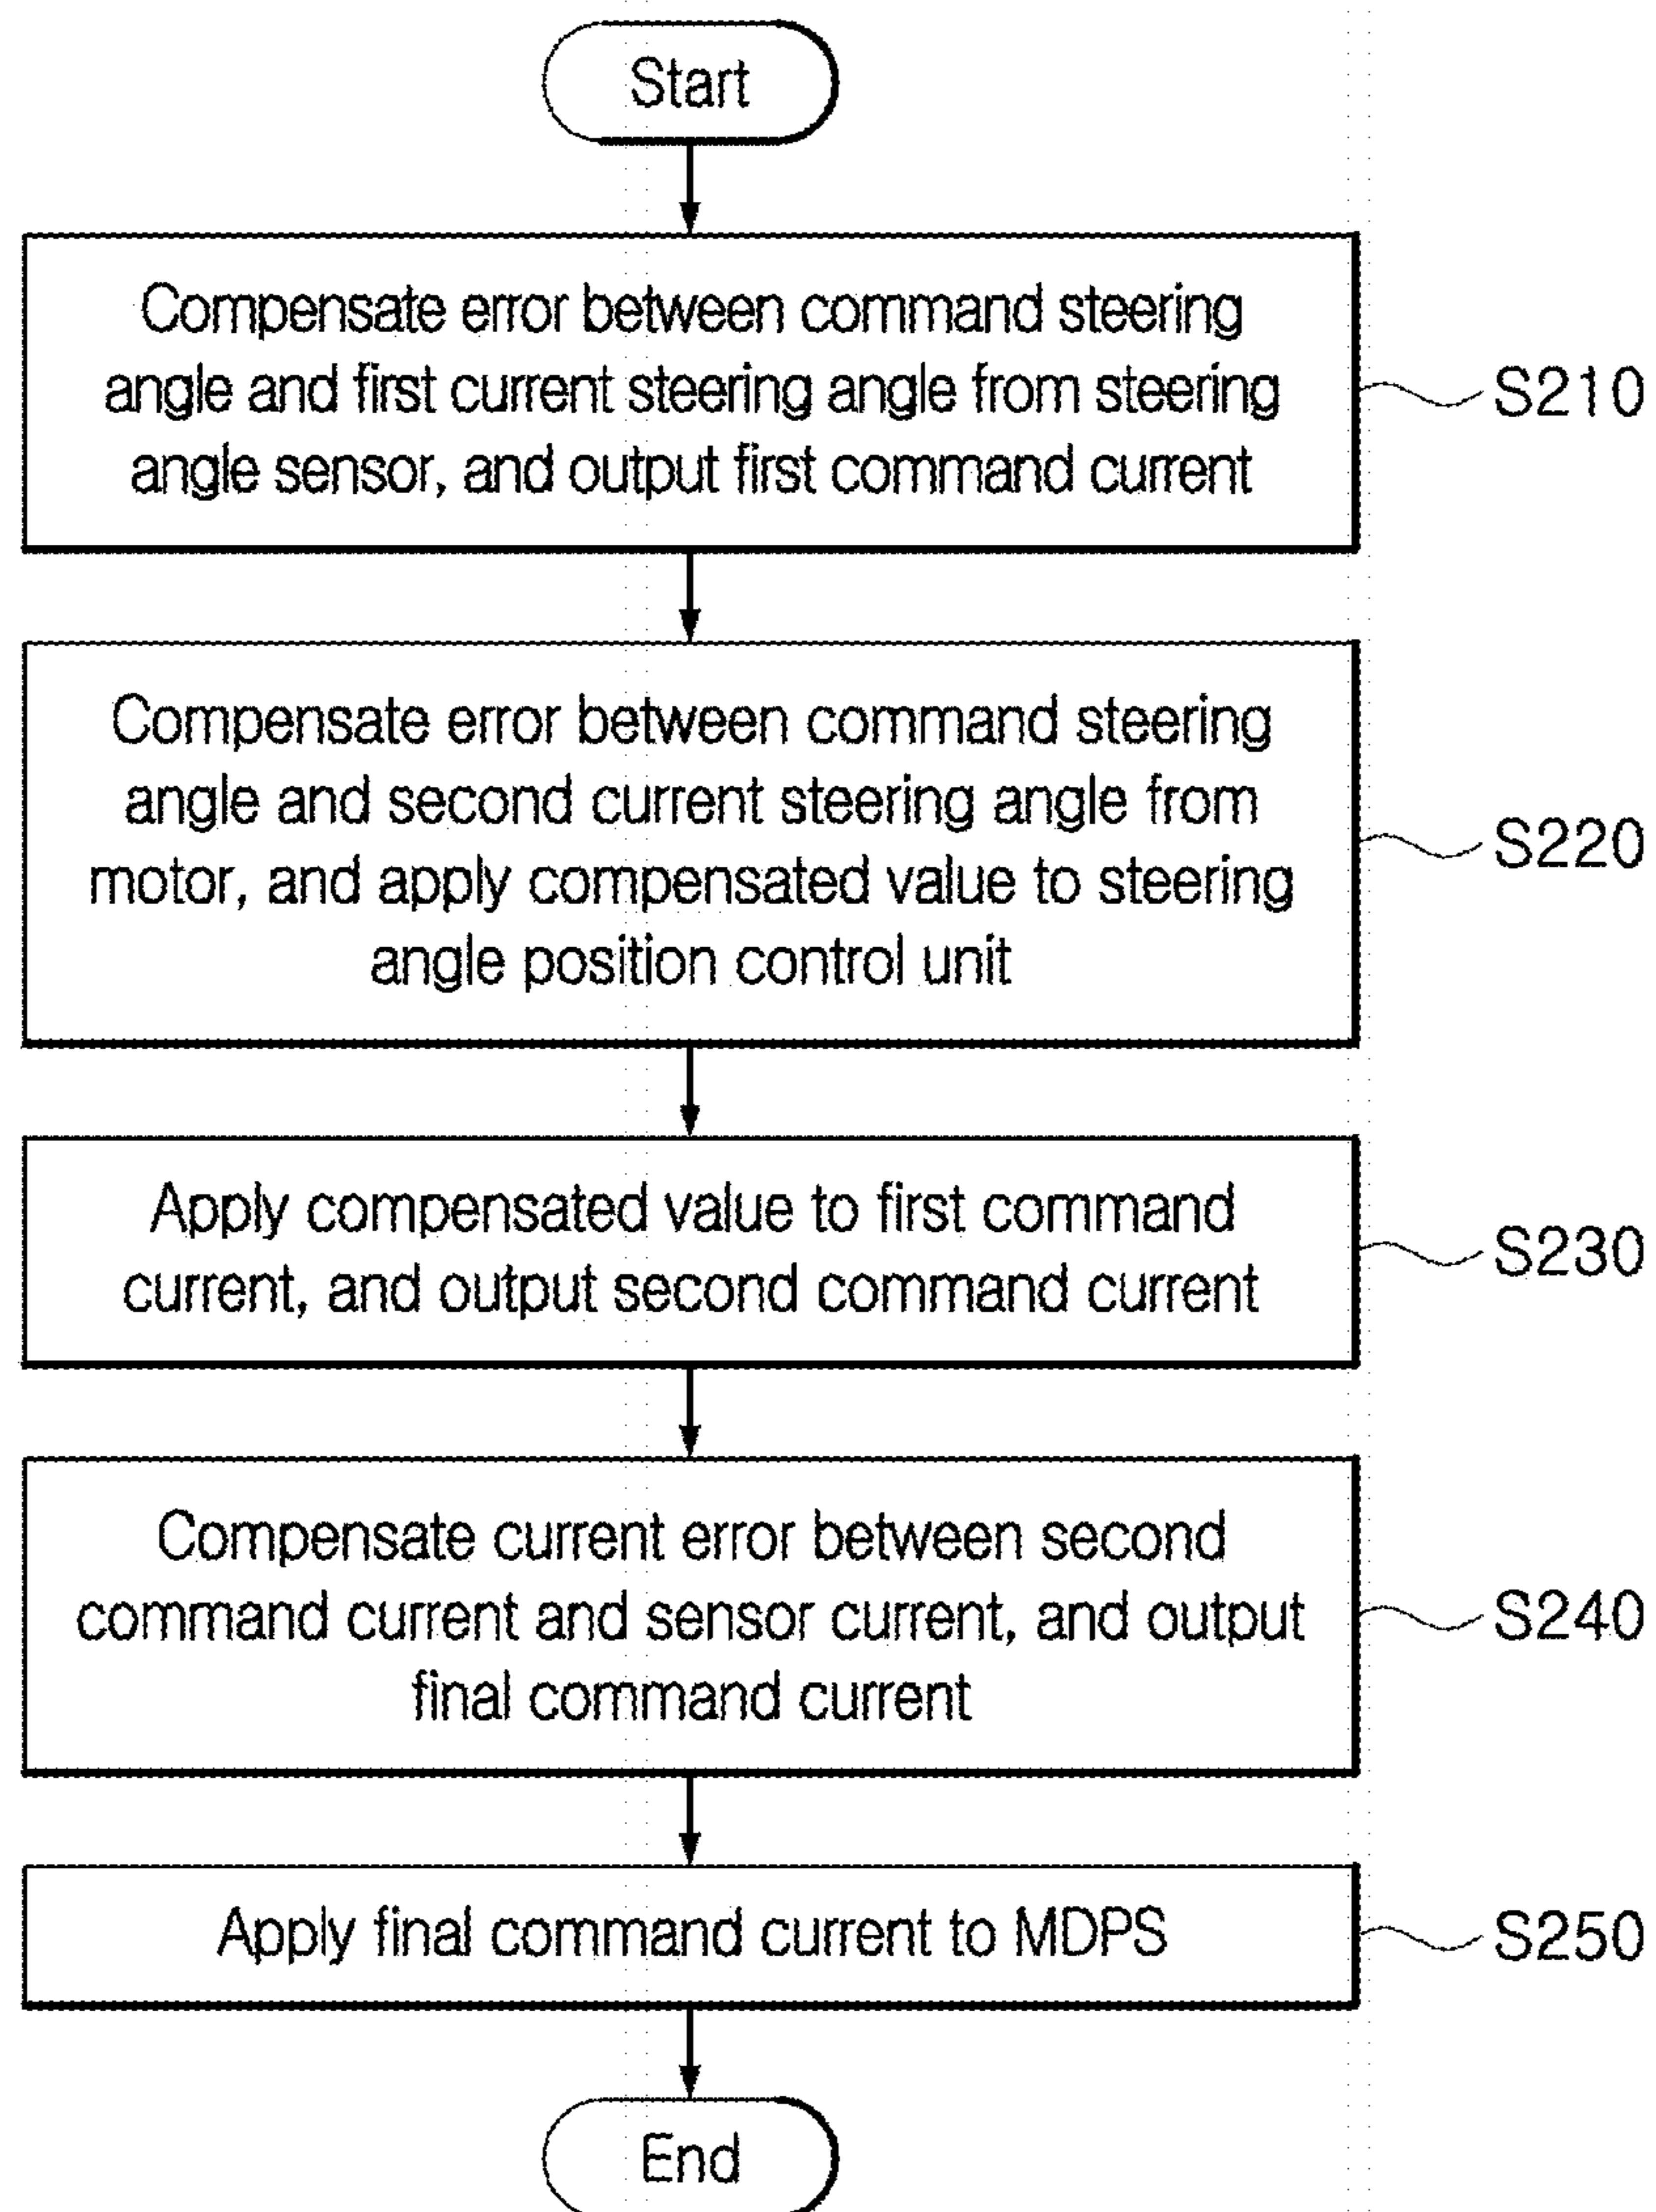 Start
Compensate error between command steering
angle and first current steering angle from steering
angle sensor, and output first command current
S210
Compensate error between command steering
angle and second current steering angle from
motor, and apply compensated value to steering
angle position control unit
S220
Apply compensated value to first command
current, and output second command current
S230
Compensate current error between second
command current and sensor current, and output
final command current
S240
Apply final command current to MDPS
S250
End